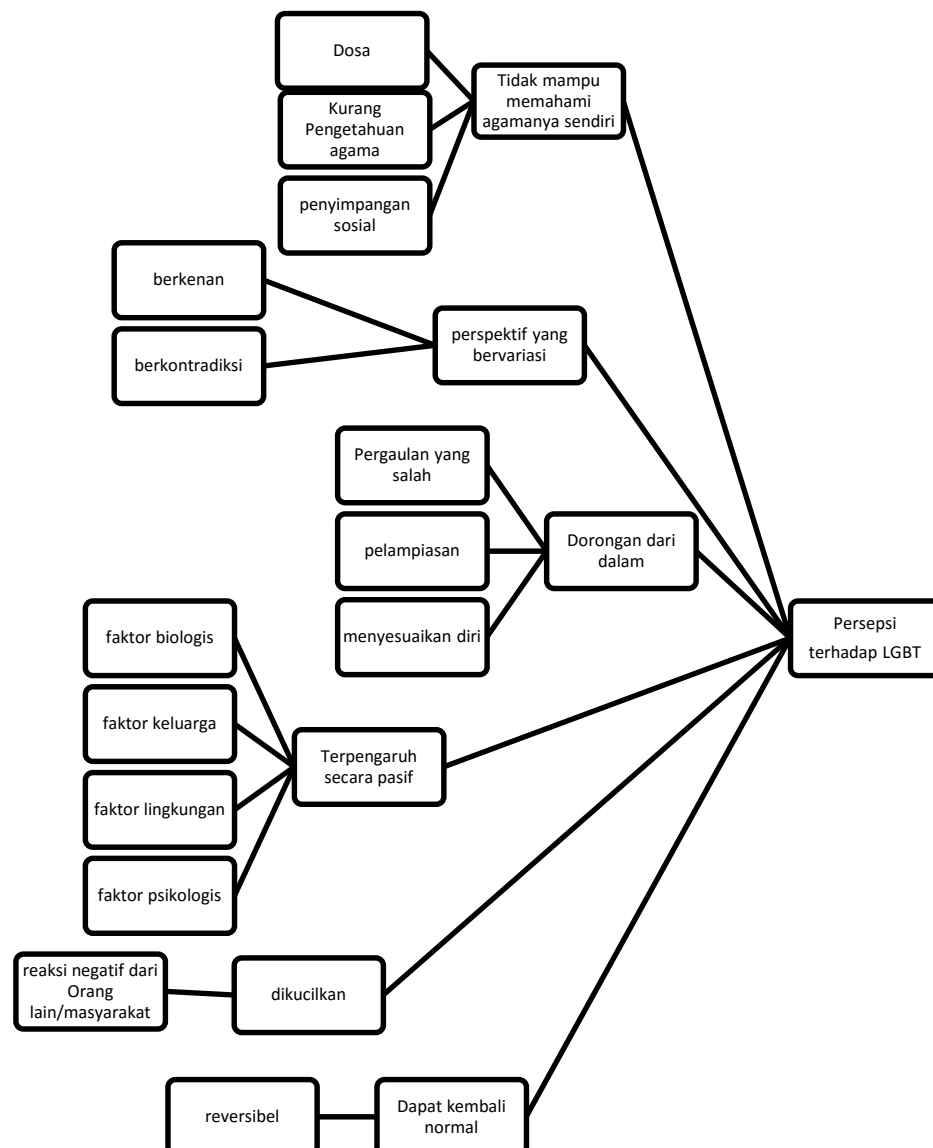 Dosa
Kurang
Pengetahuan
agama
penyimpangan
sosial
Tidak mampu
memahami
agamanya sendiri
berkenan
berkontradiksi
perspektif yang
bervariasi
Pergaulan yang
salah
pelampiasan
menyesuaikan diri
Dorongan dari
dalam
faktor biologis
faktor keluarga
faktor lingkungan
faktor psikologis
Terpengaruh
secara pasif
reaksi negatif dari
Orang
lain/masyarakat
dikucilkan
reversibel
Dapat kembali
normal
Persepsi
terhadap LGBT